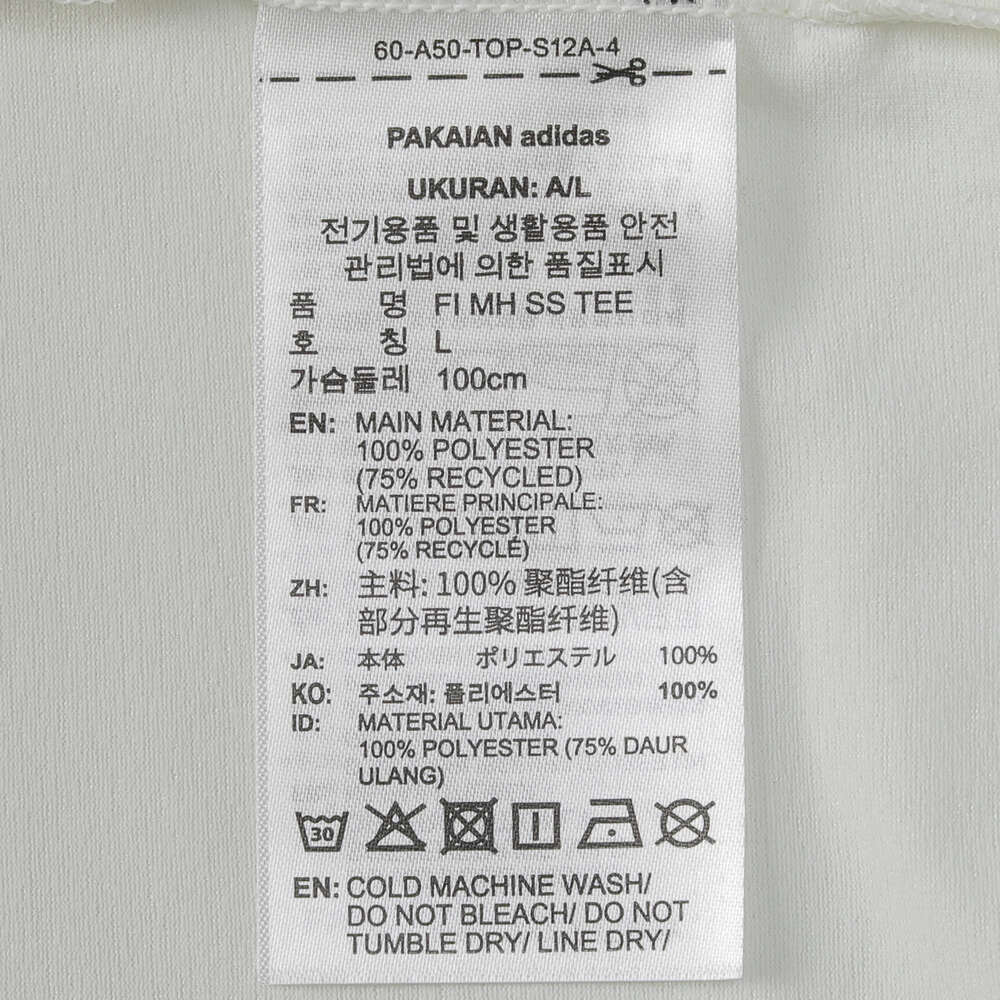 60-A50-TOP-S12A-4
PAKAIAN adidas
UKURAN: A/L
전기용품 및 생활용품 안전
관리법에 의한 품질표시
품 명 FI MH SS TEE
호 칭 L
가슴둘레 100cm
EN: MAIN MATERIAL:
100% POLYESTER
(75% RECYCLED)
FR: MATIERE PRINCIPALE:
100% POLYESTER
(75% RECYCLÉ)
ZH: 主料: 100% 聚酯纤维(含
部分再生聚酯纤维)
JA: 本体 ポリエステル 100%
KO: 주소재: 폴리에스터 100%
ID: MATERIAL UTAMA:
100% POLYESTER (75% DAUR
ULANG)
30
EN: COLD MACHINE WASH/
DO NOT BLEACH/ DO NOT
TUMBLE DRY/ LINE DRY/